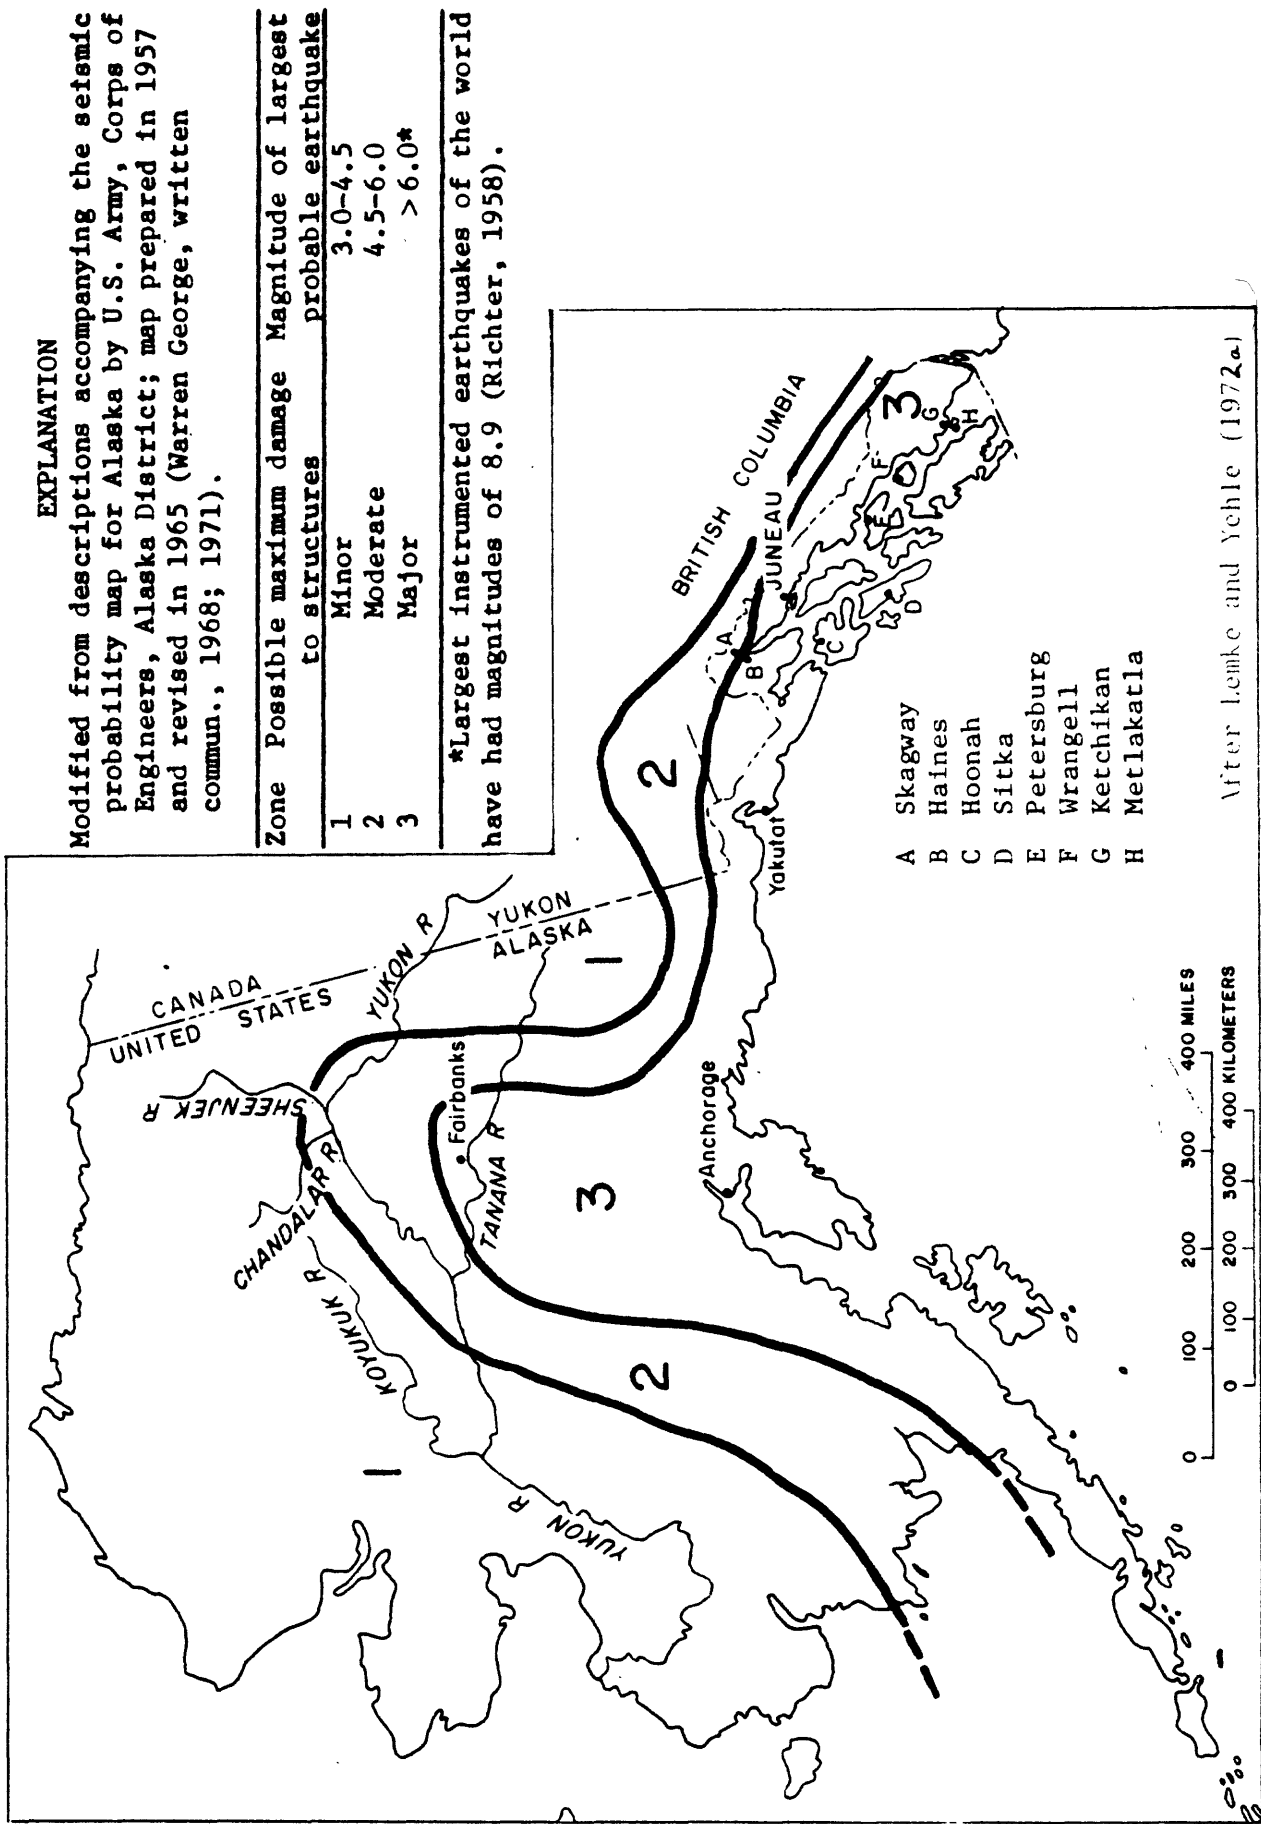 EXPLANATION
Modified from descriptions accompanying the seismic
probability map for Alaska by U.S. Army, Corps of
Engineers, Alaska District; map prepared in 1957
and revised in 1965 (Warren George, written
commun., 1968; 1971).
Zone Possible maximum damage Magnitude of largest
to structures probable earthquake
1 Minor 3.0-4.5
2 Moderate 4.5-6.0
3 Major >6.0*
*Largest instrumented earthquakes of the world
have had magnitudes of 8.9 (Richter, 1958).
CANADA
UNITED STATES
SHEENJEK R
CHANDALAR R
YUKON R
KOYUKUK R
YUKON
ALASKA
1
1
Fairbanks
TANANA R
YUKON R
2
3
2
BRITISH COLUMBIA
Anchorage
Yakutat
A
B
JUNEAU
C
D
E
F
3
G
H
A Skagway
B Haines
C Hoonah
D Sitka
E Petersburg
F Wrangell
G Ketchikan
H Metlakatla
0 100 200 300 400 MILES
0 100 200 300 400 KILOMETERS
After Lemke and Yehle (1972a)